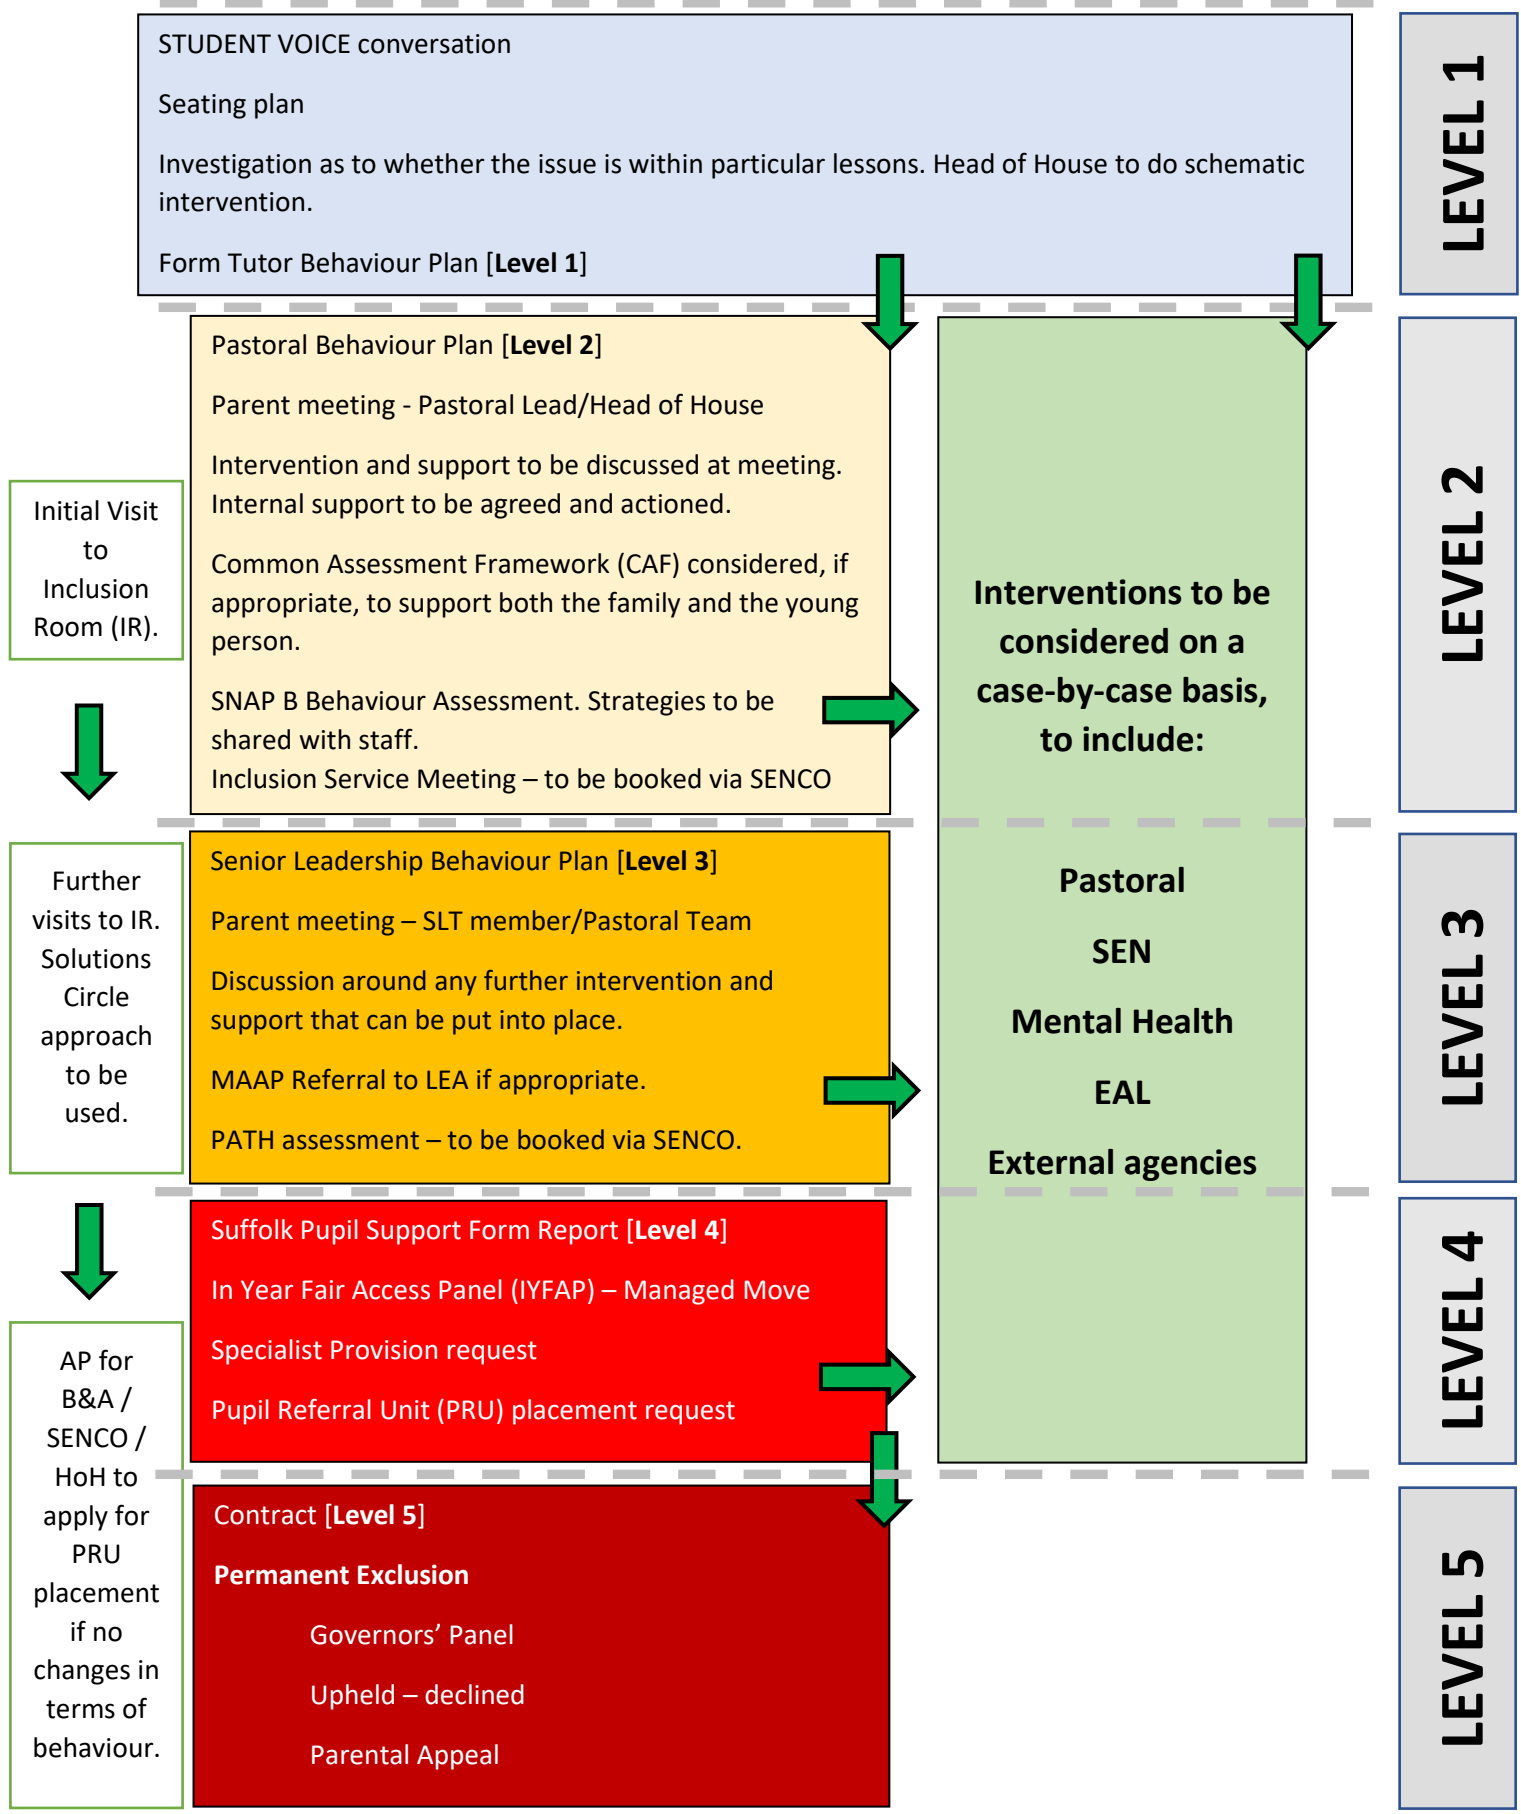 STUDENT VOICE conversation
Seating plan
Investigation as to whether the issue is within particular lessons. Head of House to do schematic
intervention.
Form Tutor Behaviour Plan [Level 1]
LEVEL 1
Pastoral Behaviour Plan [Level 2]
Parent meeting - Pastoral Lead/Head of House
Intervention and support to be discussed at meeting.
Internal support to be agreed and actioned.
Common Assessment Framework (CAF) considered, if
appropriate, to support both the family and the young
person.
SNAP B Behaviour Assessment. Strategies to be
shared with staff.
Inclusion Service Meeting – to be booked via SENCO
Initial Visit
to
Inclusion
Room (IR).
Interventions to be
considered on a
case-by-case basis,
to include:
Pastoral
SEN
Mental Health
EAL
External agencies
LEVEL 2
Further
visits to IR.
Solutions
Circle
approach
to be
used.
Senior Leadership Behaviour Plan [Level 3]
Parent meeting – SLT member/Pastoral Team
Discussion around any further intervention and
support that can be put into place.
MAAP Referral to LEA if appropriate.
PATH assessment – to be booked via SENCO.
LEVEL 3
Suffolk Pupil Support Form Report [Level 4]
In Year Fair Access Panel (IYFAP) – Managed Move
Specialist Provision request
Pupil Referral Unit (PRU) placement request
LEVEL 4
AP for
B&A /
SENCO /
HoH to
apply for
PRU
placement
if no
changes in
terms of
behaviour.
Contract [Level 5]
Permanent Exclusion
Governors’ Panel
Upheld – declined
Parental Appeal
LEVEL 5